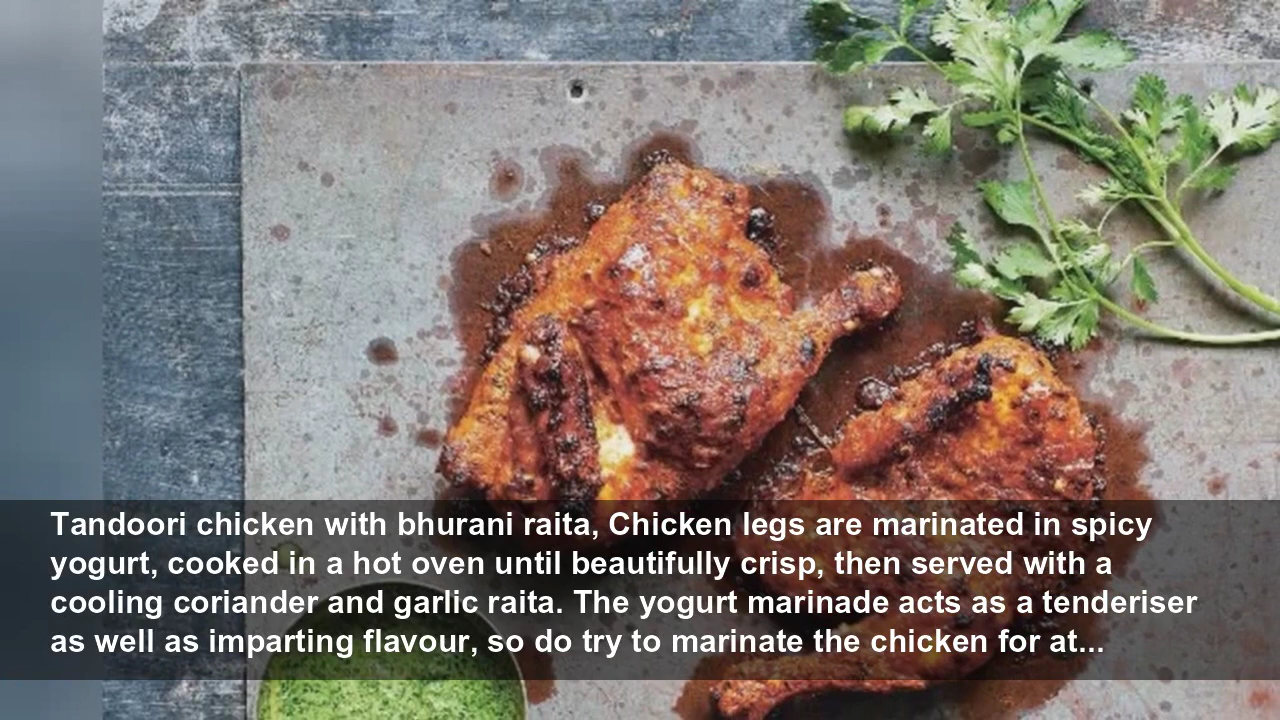 Tandoori chicken with bhurani raita, Chicken legs are marinated in spicy
yogurt, cooked in a hot oven until beautifully crisp, then served with a
cooling coriander and garlic raita. The yogurt marinade acts as a tenderiser
as well as imparting flavour, so do try to marinate the chicken for at...